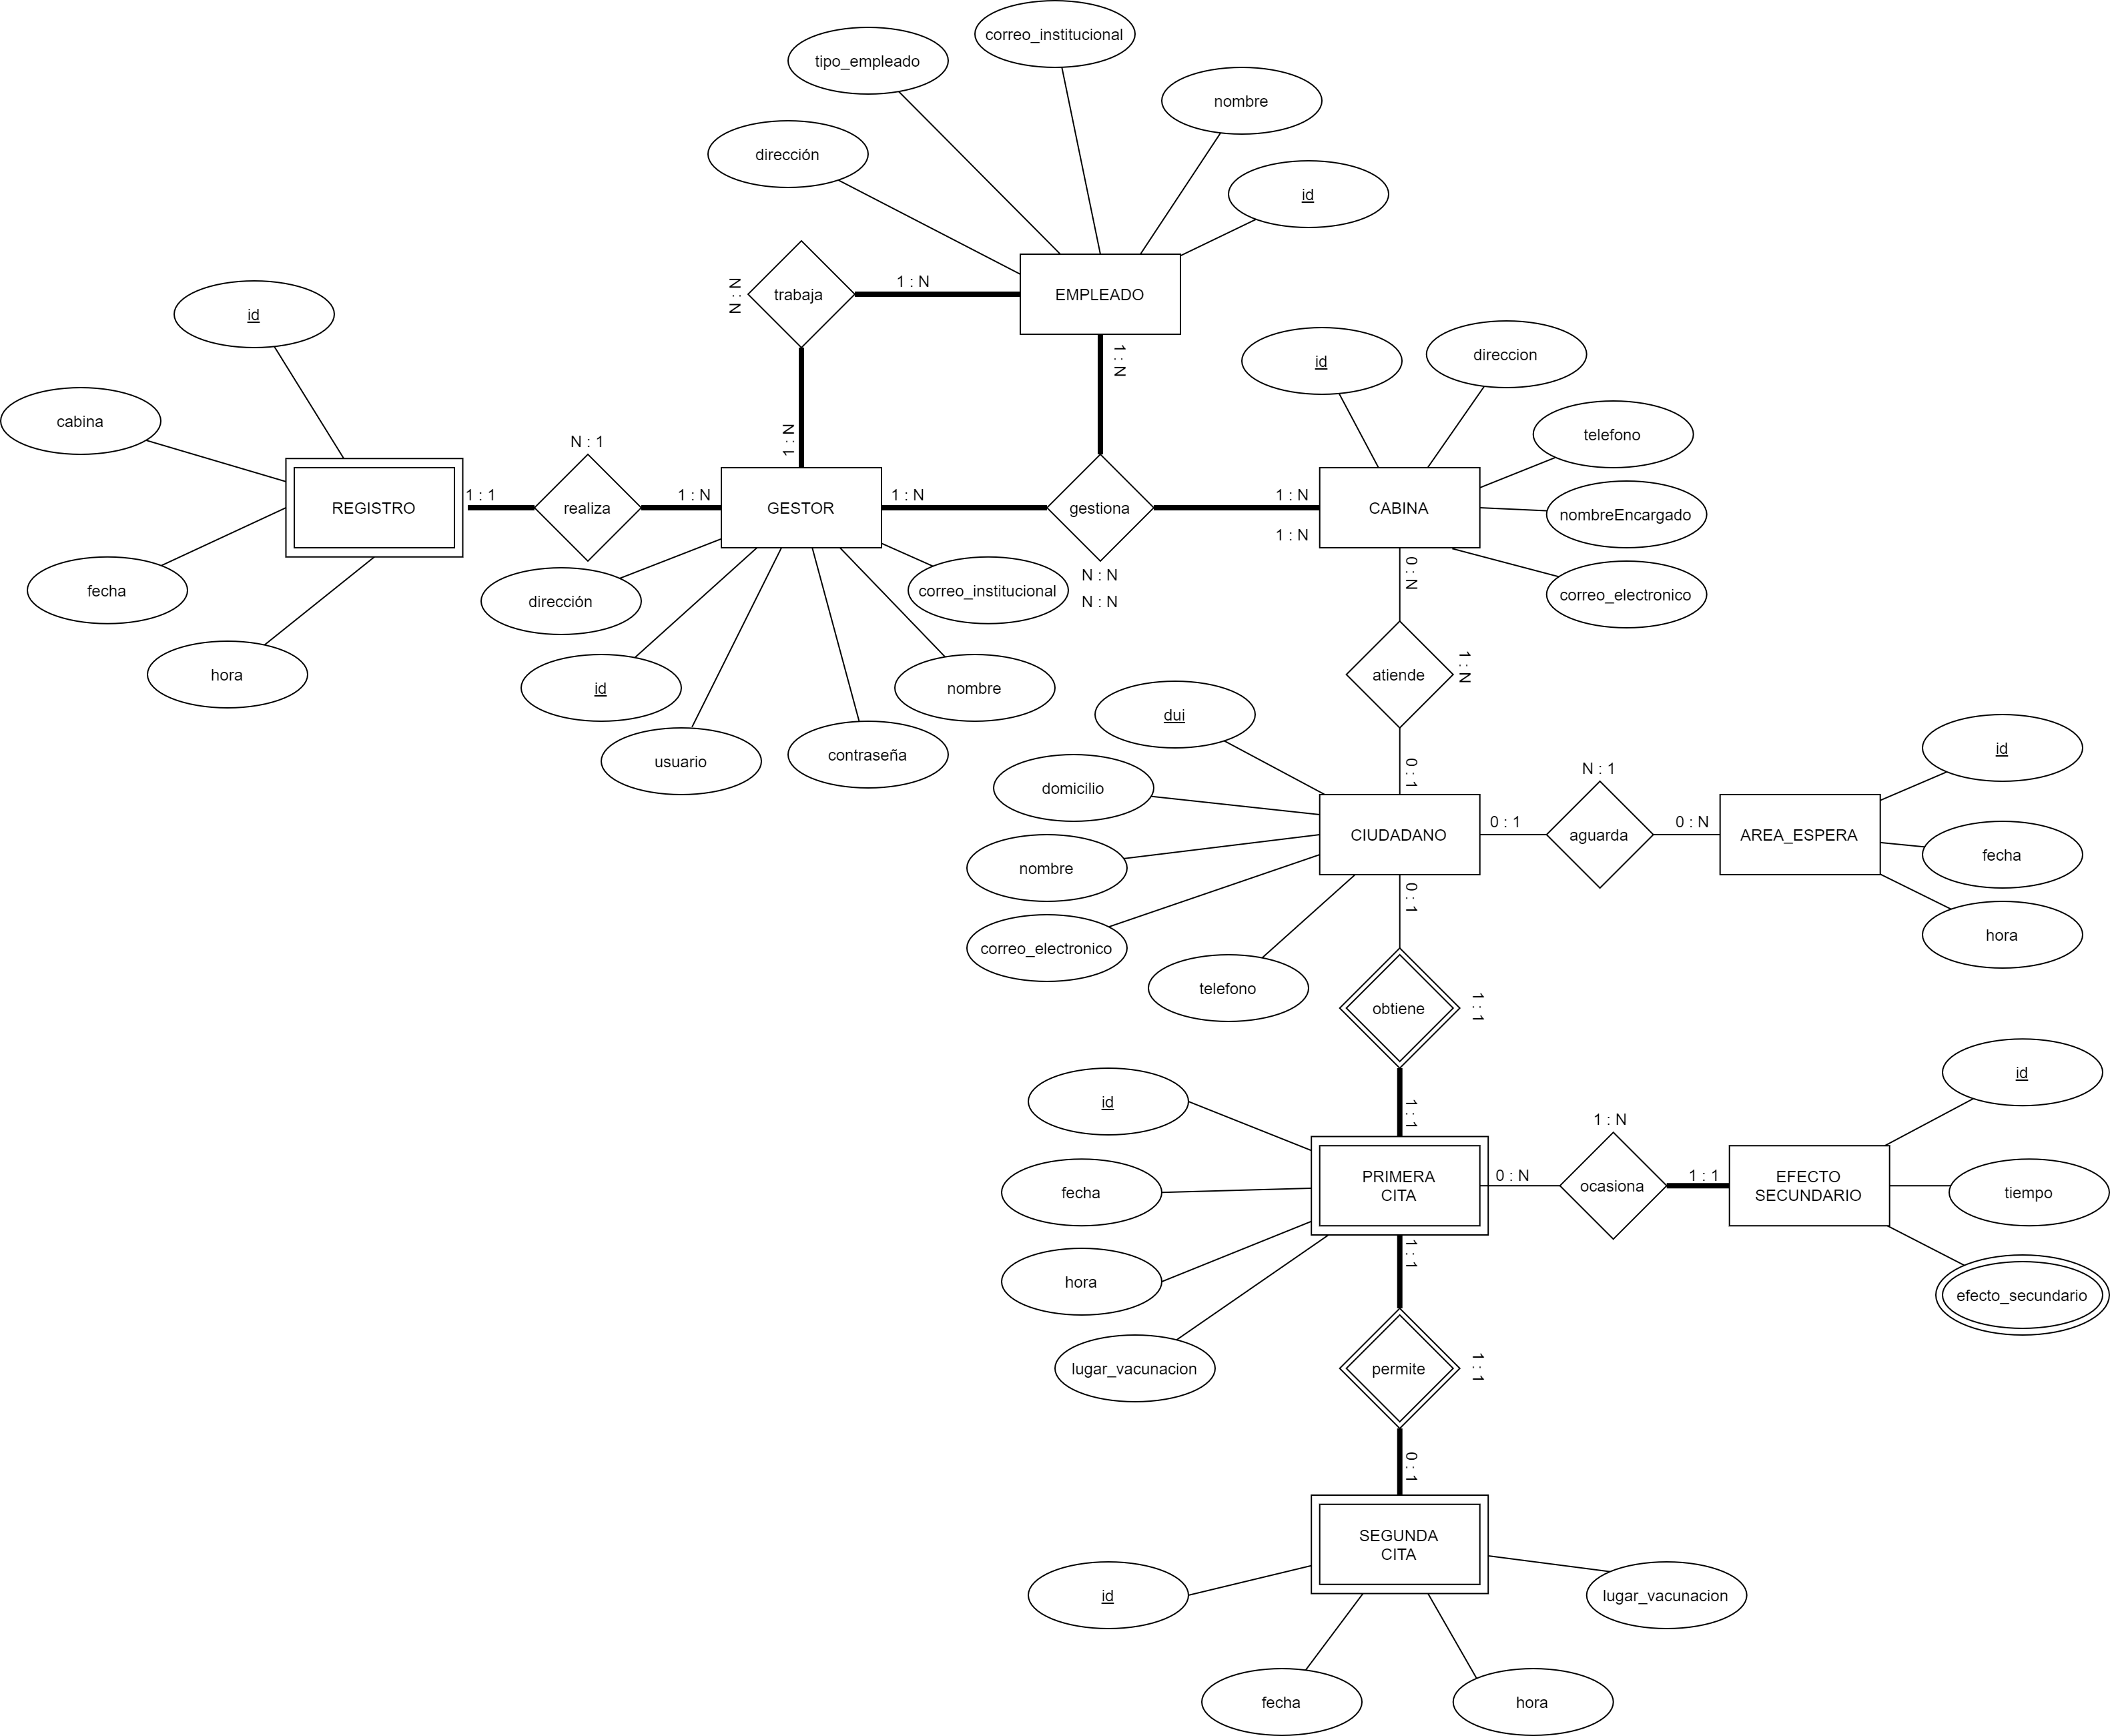 correo_institucional
tipo_empleado
nombre
dirección
id
trabaja
N : N
1 : N
EMPLEADO
1 : N
id
cabina
fecha
hora
REGISTRO
1 : 1
N : 1
realiza
1 : N
1 : N
GESTOR
1 : N
gestiona
N : N
N : N
1 : N
1 : N
CABINA
id
direccion
telefono
nombreEncargado
correo_electronico
dirección
id
usuario
contraseña
nombre
correo_institucional
0 : N
atiende
1 : N
0 : 1
dui
domicilio
nombre
correo_electronico
telefono
CIUDADANO
0 : 1
N : 1
aguarda
0 : N
AREA_ESPERA
id
fecha
hora
0 : 1
obtiene
1 : 1
1 : 1
id
fecha
hora
lugar_vacunacion
PRIMERA
CITA
0 : N
1 : N
ocasiona
1 : 1
EFECTO
SECUNDARIO
id
tiempo
efecto_secundario
1 : 1
permite
1 : 1
0 : 1
SEGUNDA
CITA
id
fecha
hora
lugar_vacunacion